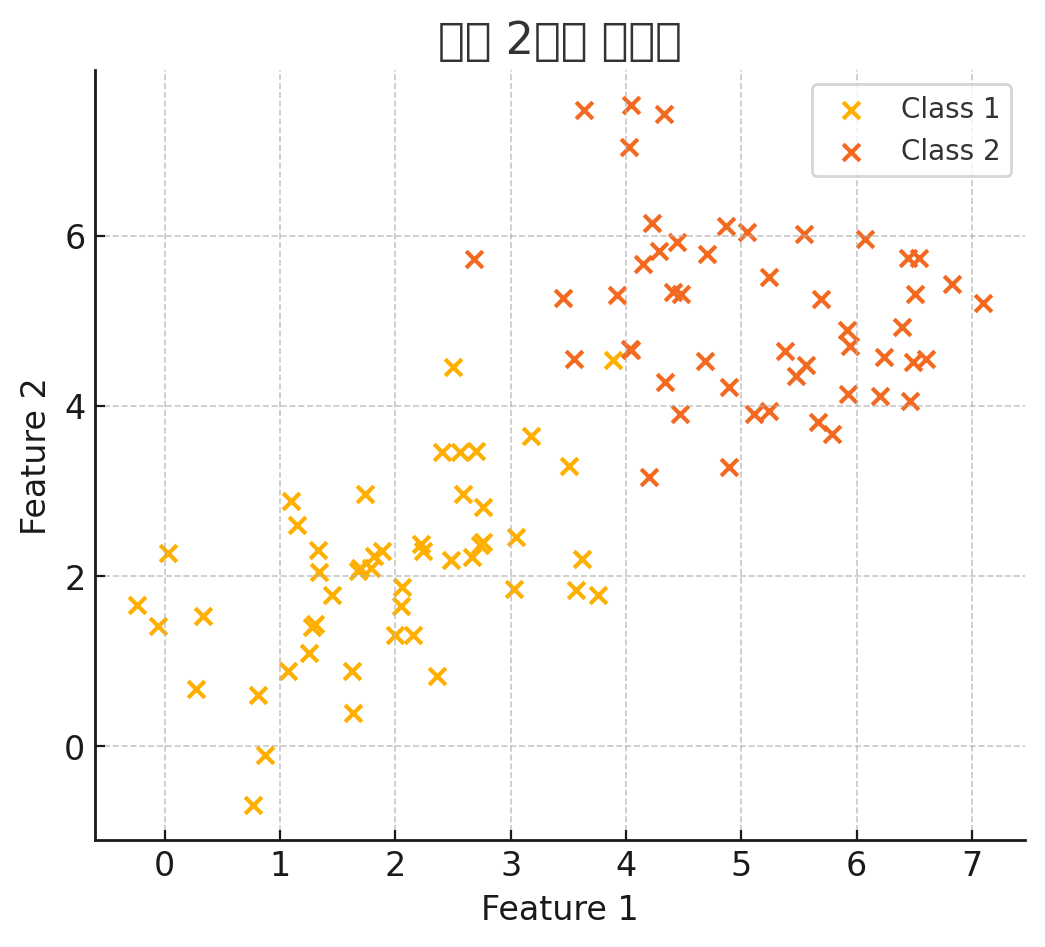 2
Class 1
Class 2
6
4
2
0
Feature 2
0 1 2 3 4 5 6 7
Feature 1